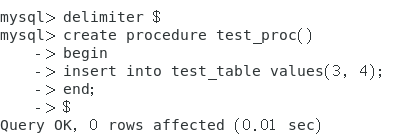 mysql> delimiter $
mysql> create procedure test_proc()
    -> begin
    -> insert into test_table values(3, 4);
    -> end;
    -> $
Query OK, 0 rows affected (0.01 sec)